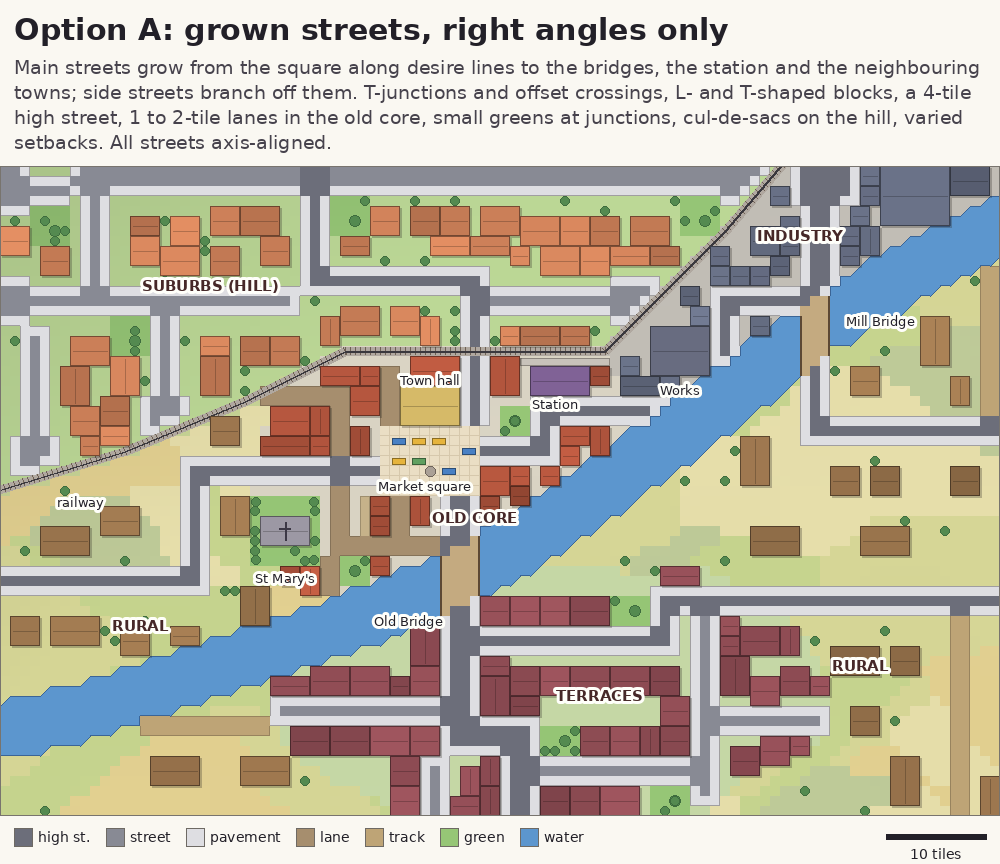 Option A: grown streets, right angles only
Main streets grow from the square along desire lines to the bridges, the station and the neighbouring
towns; side streets branch off them. T-junctions and offset crossings, L- and T-shaped blocks, a 4-tile
high street, 1 to 2-tile lanes in the old core, small greens at junctions, cul-de-sacs on the hill, varied
setbacks. All streets axis-aligned.
INDUSTRY
SUBURBS (HILL)
Mill Bridge
Town hall
Works
Station
Market square
railway
OLD CORE
St Mary's
Old Bridge
RURAL
RURAL
TERRACES
high st.
street
pavement
lane
track
green
water
10 tiles